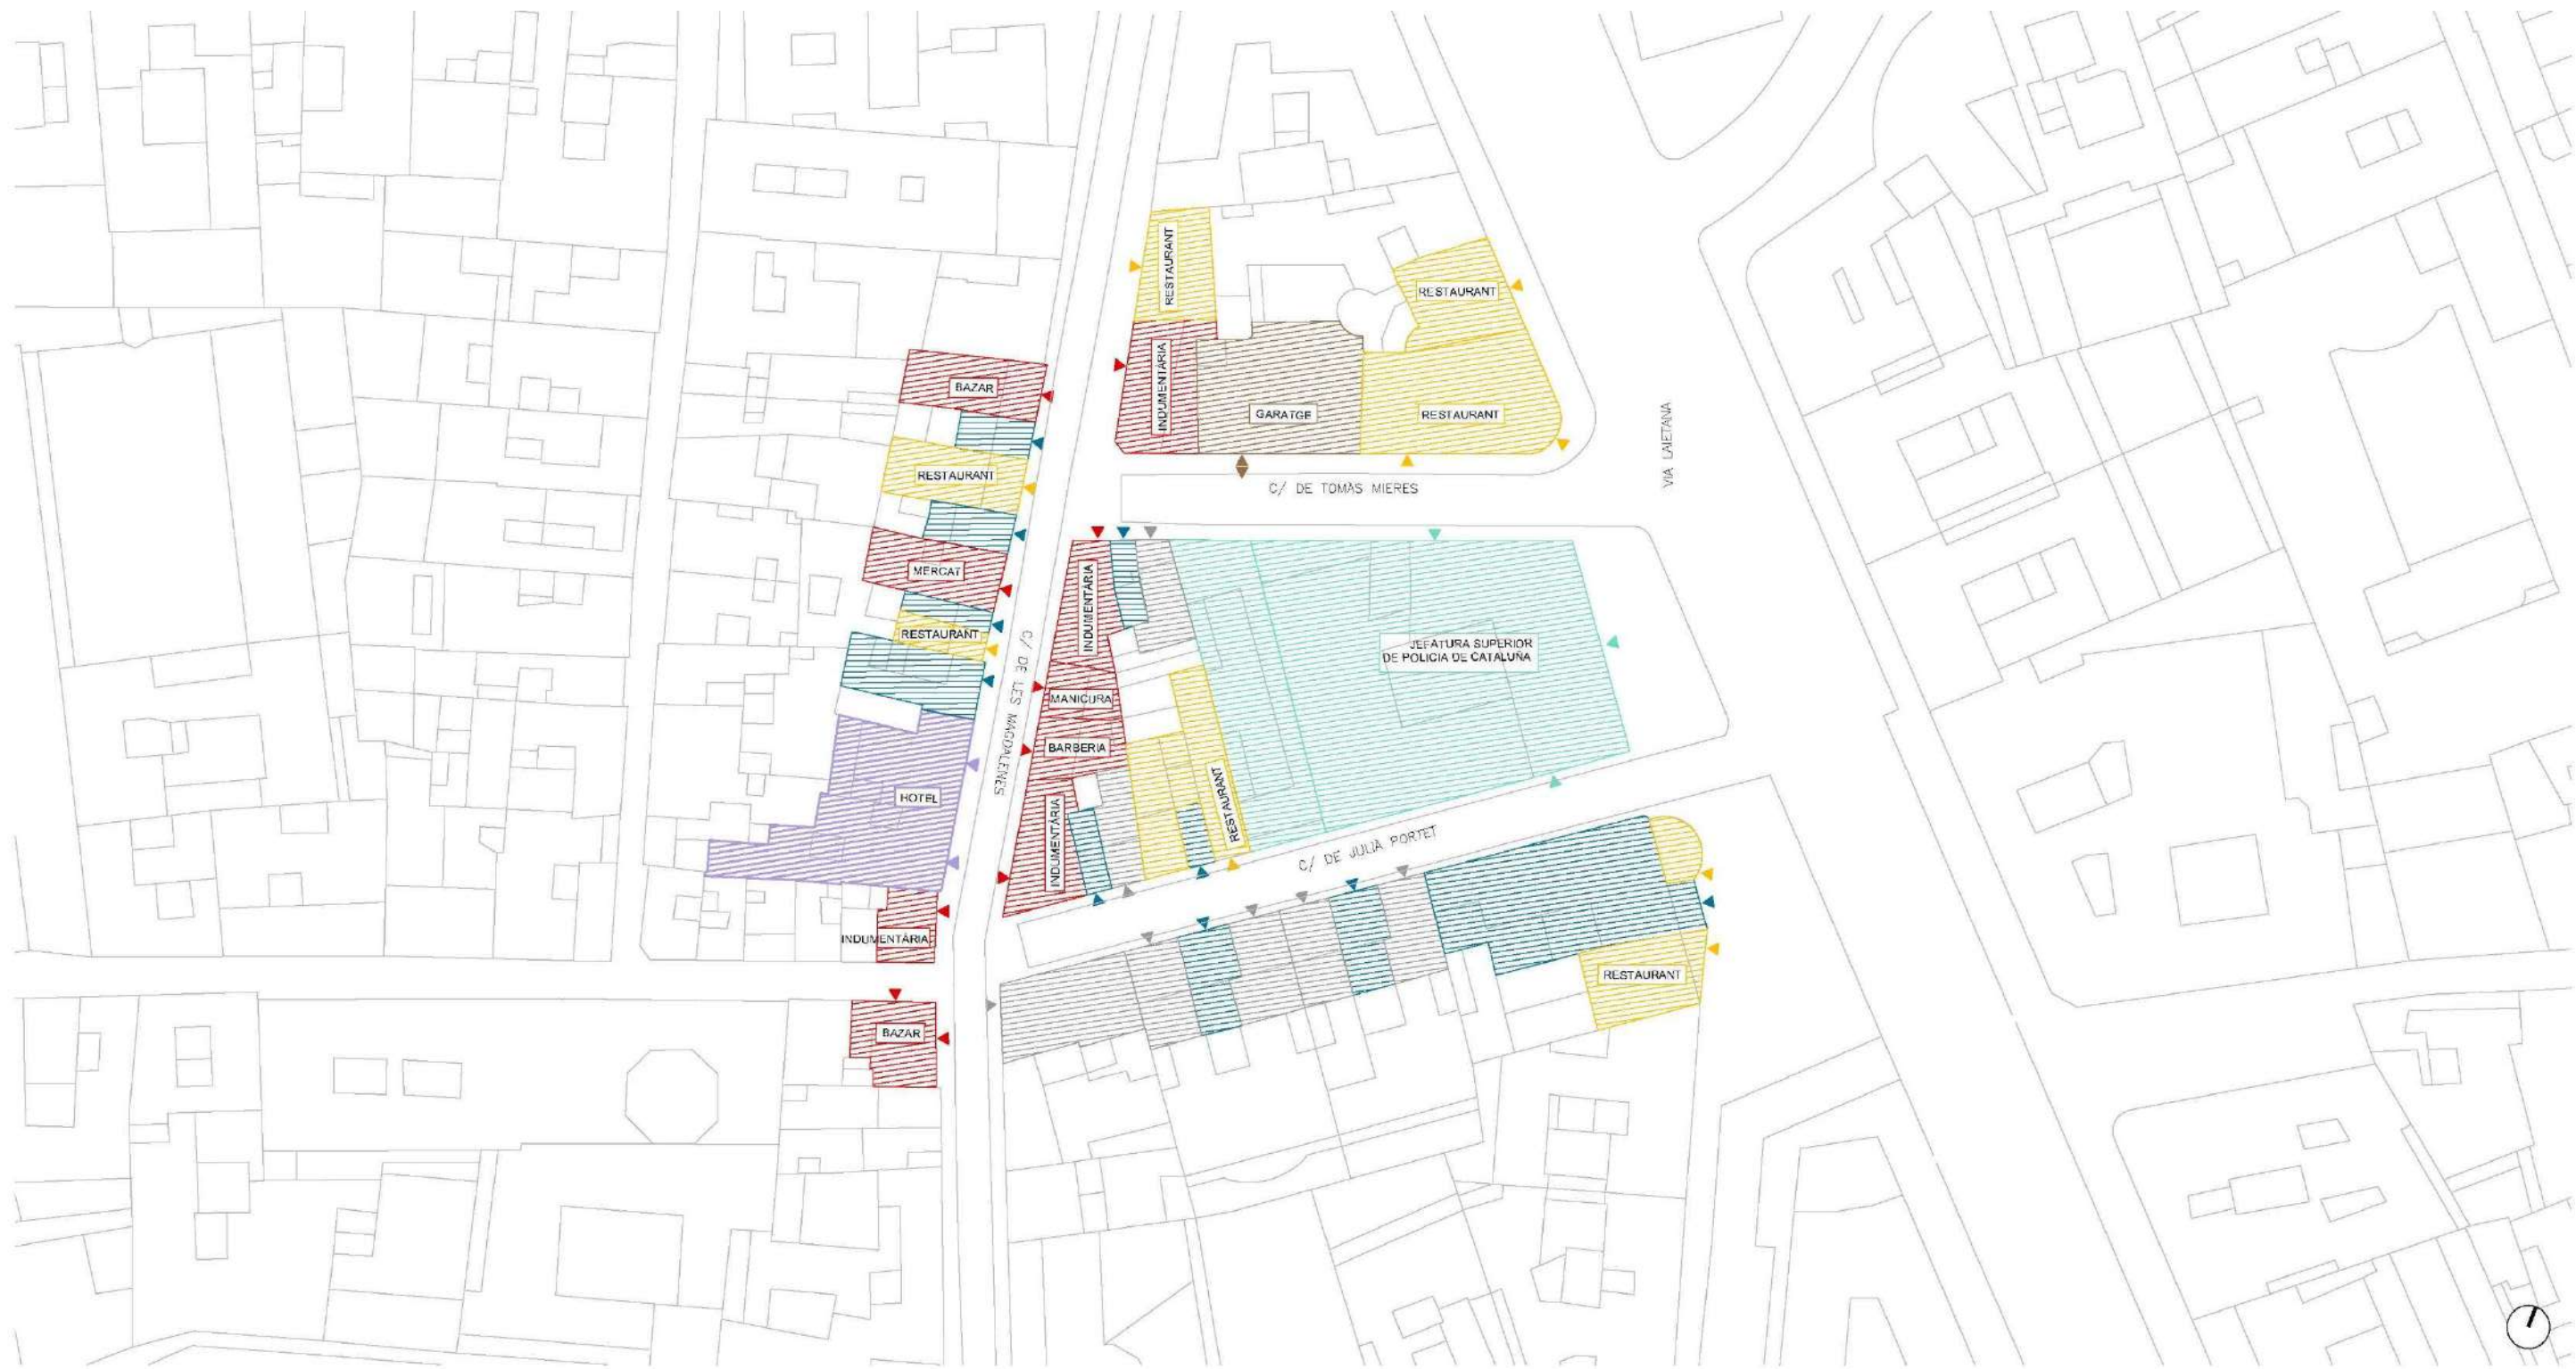 RESTAURANT
RESTAURANT
INDUMENTÀRIA
BAZAR
GARATGE
RESTAURANT
VIA LAIETANA
RESTAURANT
C/ DE TOMÀS MIERES
MERCAT
INDUMENTÀRIA
RESTAURANT
JEFATURA SUPERIOR
DE POLICIA DE CATALUÑA
C/ DE LES MAGDALENES
MANICURA
BARBERIA
HOTEL
RESTAURANT
INDUMENTÀRIA
C/ DE JULIÀ PORTET
INDUMENTÀRIA
RESTAURANT
BAZAR